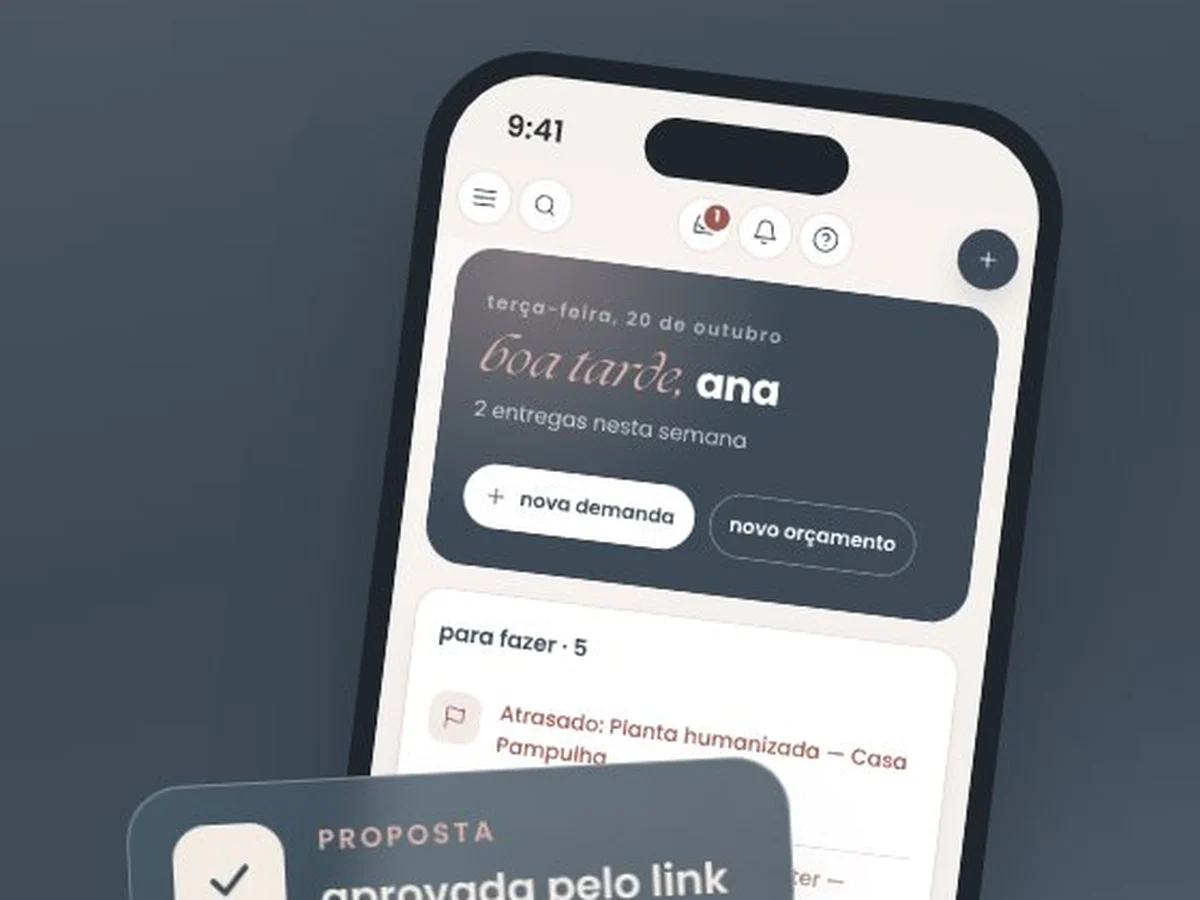 9:41
1
terça-feira, 20 de outubro
boa tarde, ana
2 entregas nesta semana
+ nova demanda
novo orçamento
para fazer · 5
Atrasado: Planta humanizada — Casa
Pampulha
PROPOSTA
aprovada pelo link